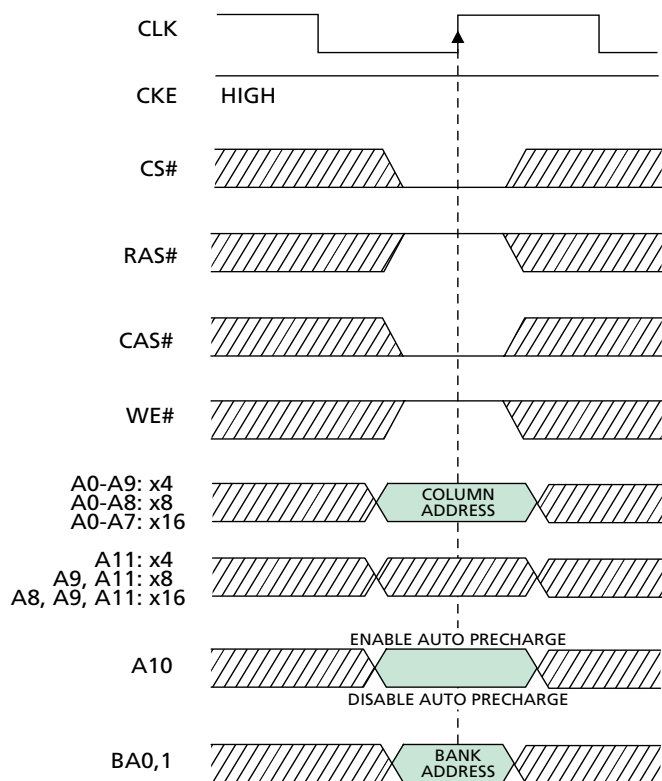 CLK
CKE HIGH
CS#
RAS#
CAS#
WE#
A0-A9: x4
A0-A8: x8
A0-A7: x16
COLUMN
ADDRESS
A11: x4
A9, A11: x8
A8, A9, A11: x16
ENABLE AUTO PRECHARGE
A10
DISABLE AUTO PRECHARGE
BA0,1
BANK
ADDRESS